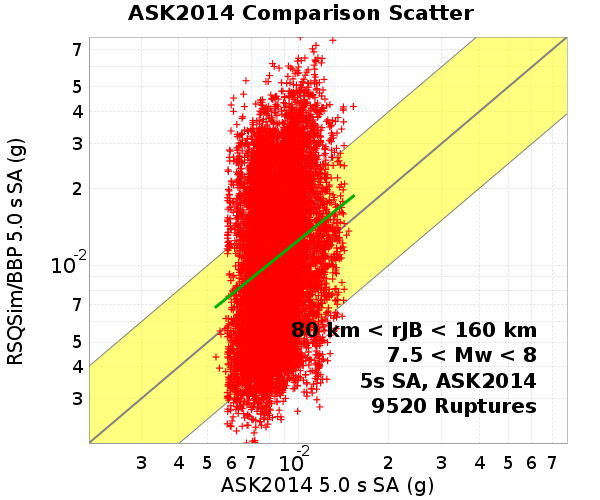 ASK2014 Comparison Scatter
RSQSim/BBP 5.0 s SA (g)
7
5
4
3
2
10-2
7
5
4
3
80 km < rJB < 160 km
7.5 < Mw < 8
5s SA, ASK2014
9520 Ruptures
3 4 5 6 7 10-2 2 3 4 5 6 7
ASK2014 5.0 s SA (g)